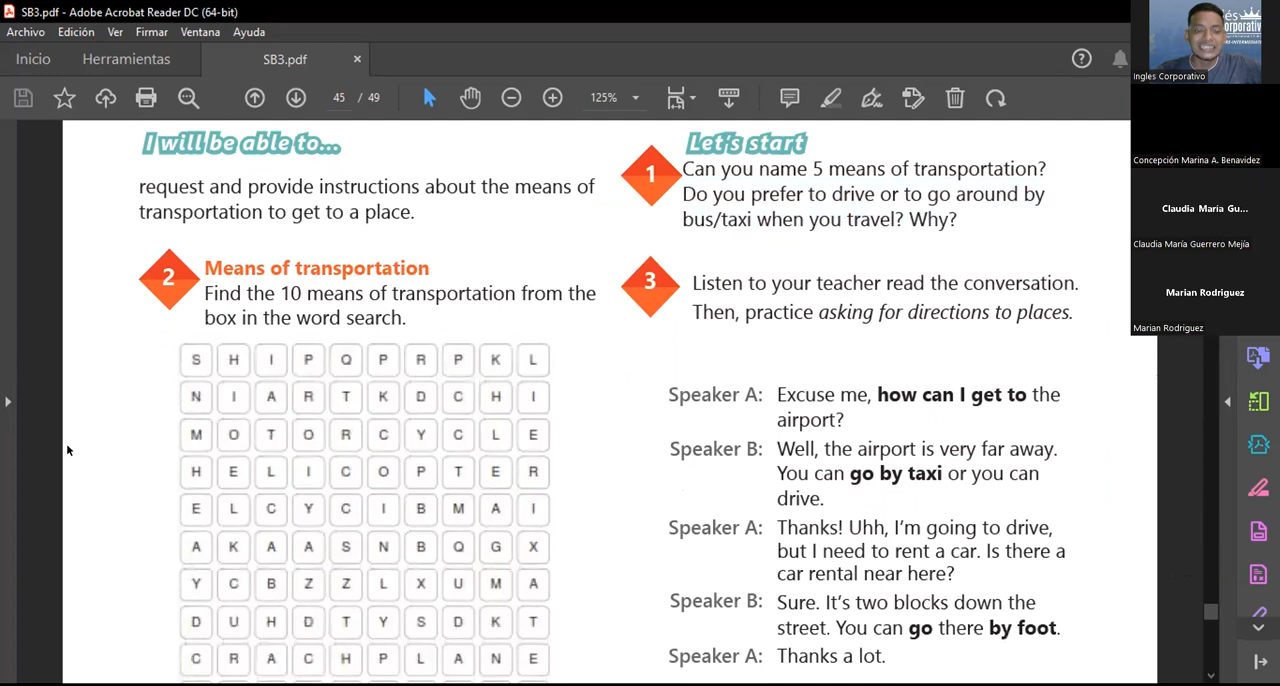 SB3.pdf - Adobe Acrobat Reader DC (64-bit)
Archivo Edición Ver Firmar Ventana Ayuda
Inicio Herramientas SB3.pdf ×
45 / 49 125%
I will be able to...
request and provide instructions about the means of
transportation to get to a place.
2 Means of transportation
Find the 10 means of transportation from the
box in the word search.
S H I P Q P R P K L
N I A R T K D C H I
M O T O R C Y C L E
H E L I C O P T E R
E L C Y C I B M A I
A K A A S N B Q G X
Y C B Z Z L X U M A
D U H D T Y S D K T
C R A C H P L A N E
Let's start
1 Can you name 5 means of transportation?
Do you prefer to drive or to go around by
bus/taxi when you travel? Why?
3 Listen to your teacher read the conversation.
Then, practice asking for directions to places.
Speaker A: Excuse me, how can I get to the
airport?
Speaker B: Well, the airport is very far away.
You can go by taxi or you can
drive.
Speaker A: Thanks! Uhh, I'm going to drive,
but I need to rent a car. Is there a
car rental near here?
Speaker B: Sure. It's two blocks down the
street. You can go there by foot.
Speaker A: Thanks a lot.
Ingles Corporativo
Concepción Marina A. Benavidez
Claudia María Gu...
Claudia María Guerrero Mejía
Marian Rodriguez
Marian Rodriguez